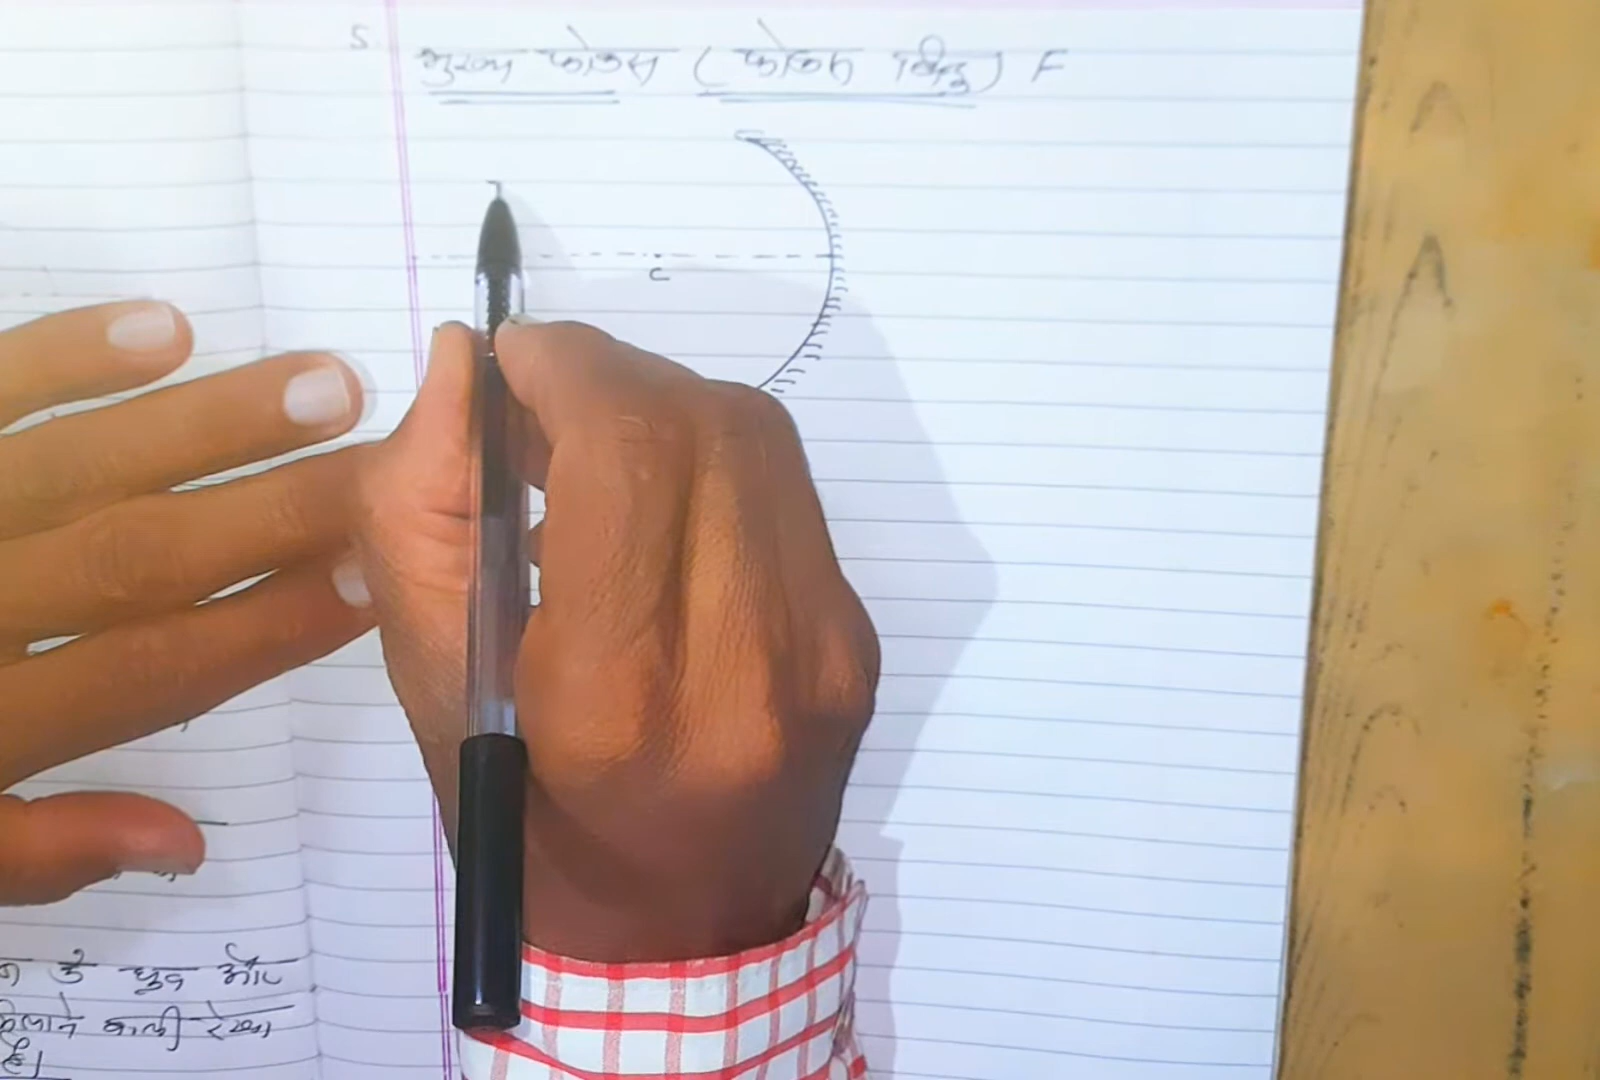 5. मुख्य फोकस ( फोकस बिन्दु ) F
C
के ध्रुव और
मिलाने वाली रेखा
है।